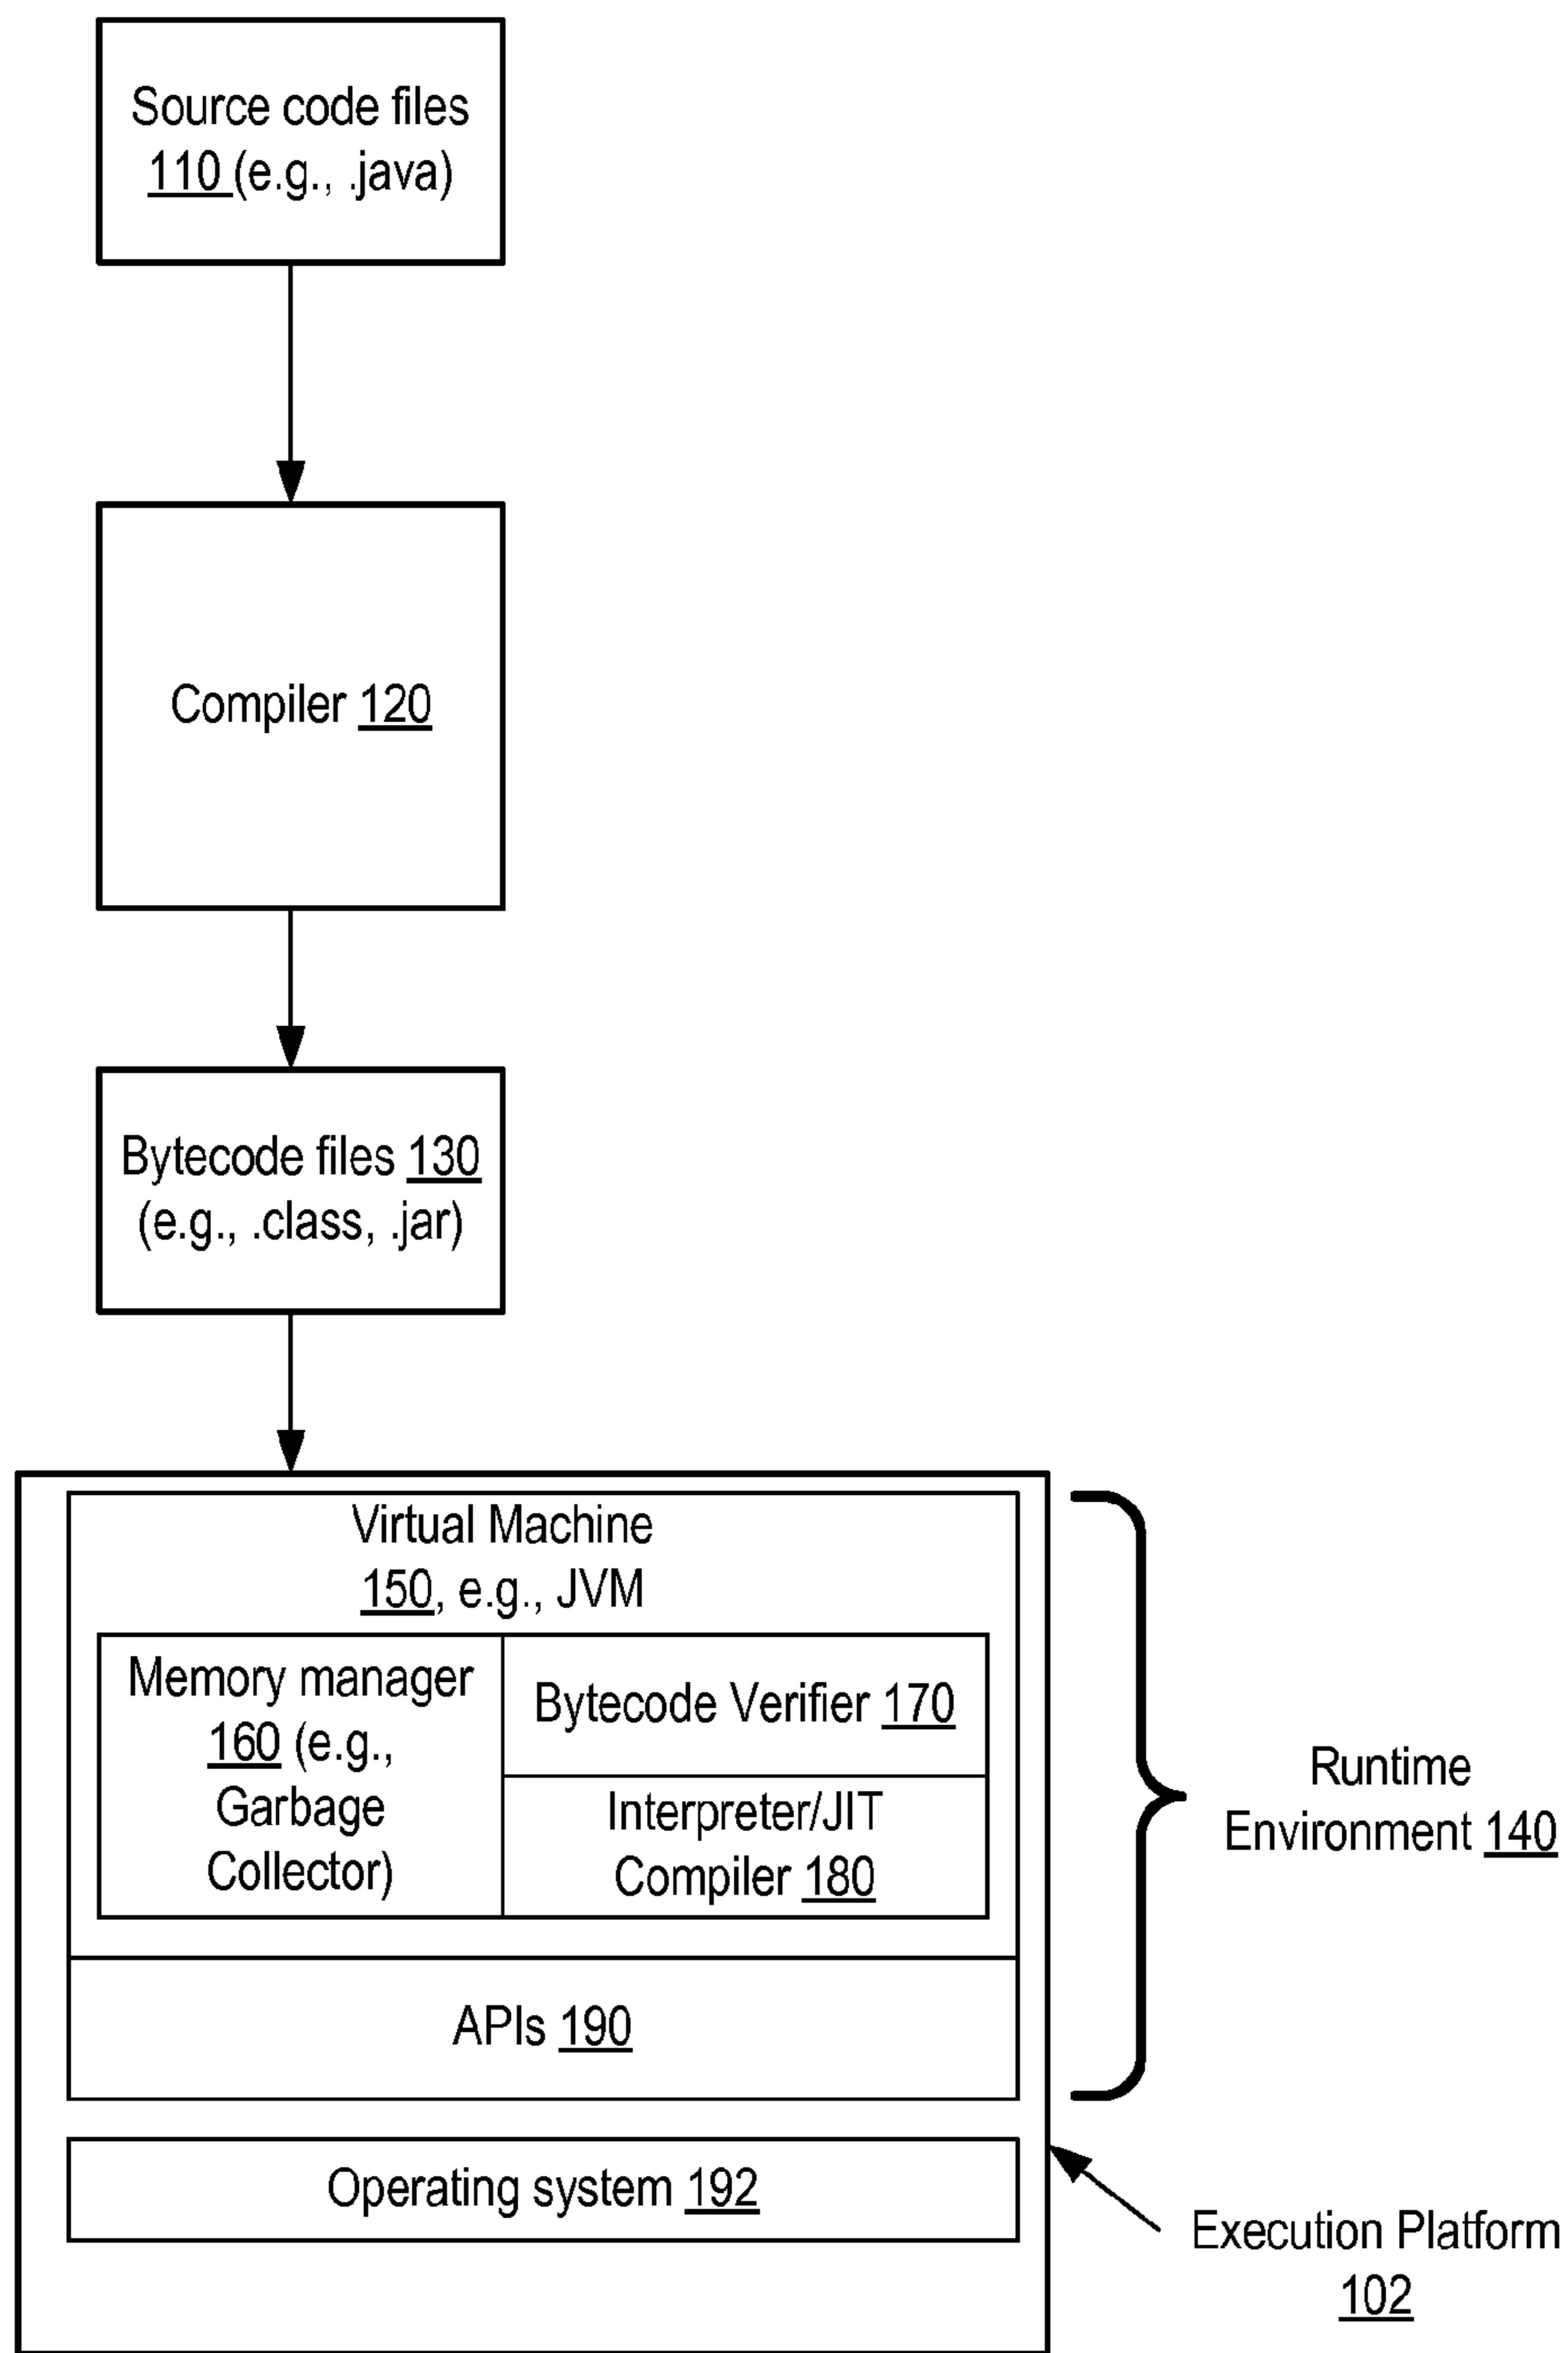 Source code files
110 (e.g., .java)
Compiler 120
Bytecode files 130
(e.g., .class, .jar)
Virtual Machine
150, e.g., JVM
Memory manager
160 (e.g.,
Garbage
Collector)
Bytecode Verifier 170
Interpreter/JIT
Compiler 180
APIs 190
Runtime
Environment 140
Operating system 192
Execution Platform
102